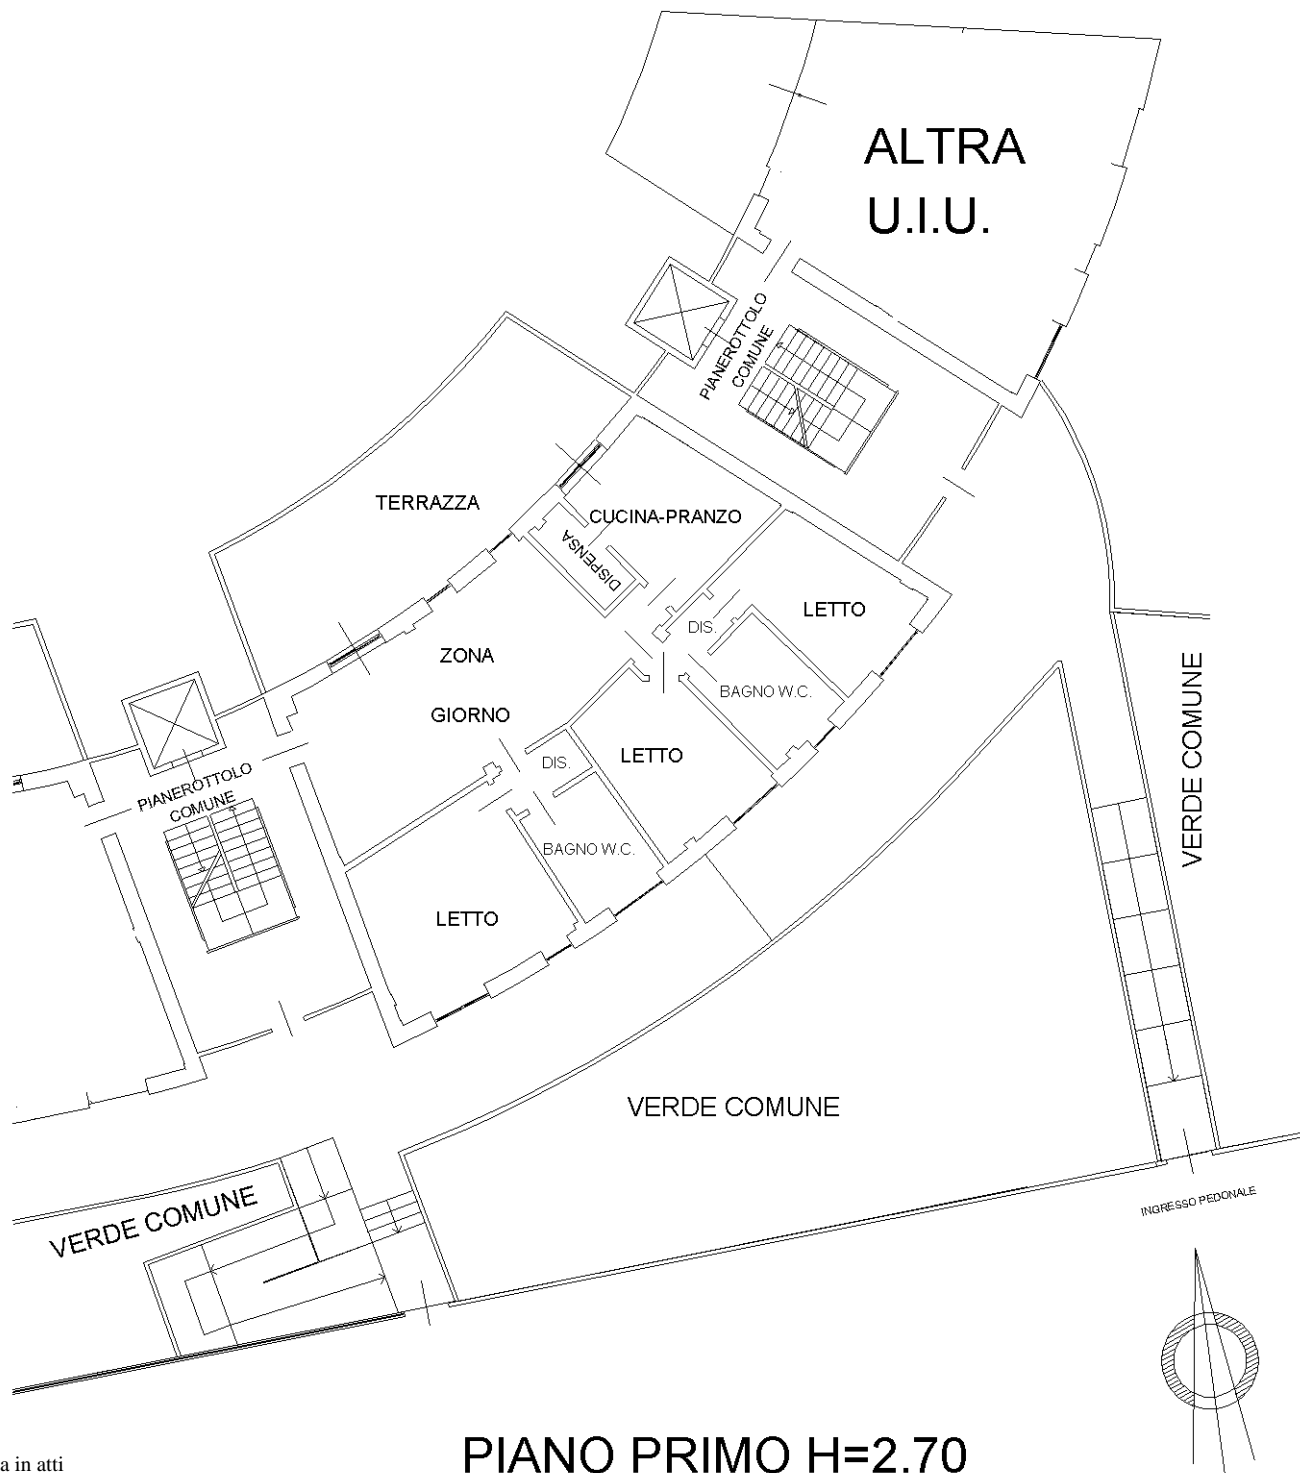 ALTRA
U.I.U.
PIANEROTTOLO
COMUNE
TERRAZZA
CUCINA-PRANZO
DISPENSA
LETTO
DIS.
ZONA
GIORNO
BAGNO W.C.
LETTO
DIS.
PIANEROTTOLO
COMUNE
BAGNO W.C.
LETTO
VERDE COMUNE
VERDE COMUNE
VERDE COMUNE
INGRESSO PEDONALE
PIANO PRIMO H=2.70
a in atti